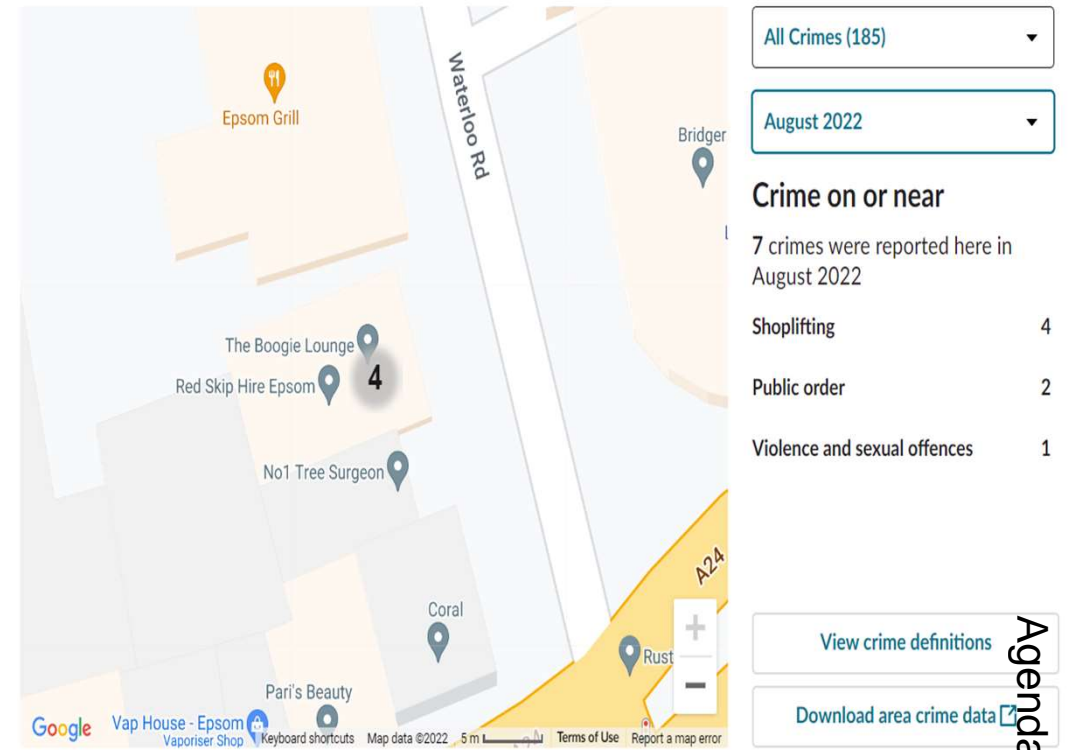 Epsom Grill
Waterloo Rd
Bridger
The Boogie Lounge
4
Red Skip Hire Epsom
No1 Tree Surgeon
A24
Coral
Rust
+
−
Pari's Beauty
Vap House - Epsom
Vaporiser Shop
Google
Keyboard shortcuts
Map data ©2022
5 m
Terms of Use
Report a map error
All Crimes (185)
August 2022
Crime on or near
7 crimes were reported here in
August 2022
Shoplifting 4
Public order 2
Violence and sexual offences 1
View crime definitions
Download area crime data
Agenda